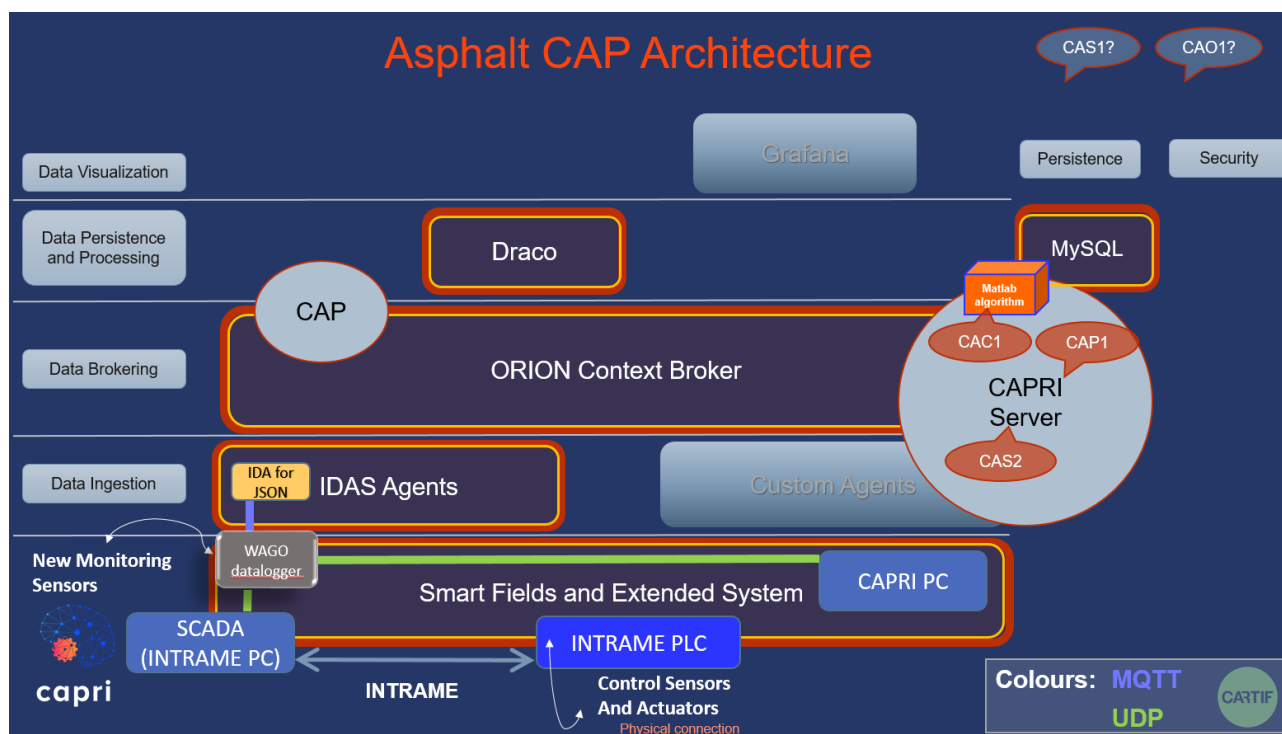 Asphalt CAP Architecture
CAS1?
CAO1?
Data Visualization
Grafana
Persistence
Security
Data Persistence
and Processing
Draco
MySQL
Matlab
algorithm
CAP
CAC1
CAP1
Data Brokering
ORION Context Broker
CAPRI
Server
CAS2
Data Ingestion
IDA for
JSON
IDAS Agents
Custom Agents
New Monitoring
Sensors
WAGO
datalogger
CAPRI PC
Smart Fields and Extended System
SCADA
(INTRAME PC)
INTRAME PLC
capri
INTRAME
Control Sensors
And Actuators
Physical connection
Colours: MQTT
UDP
CARTIF